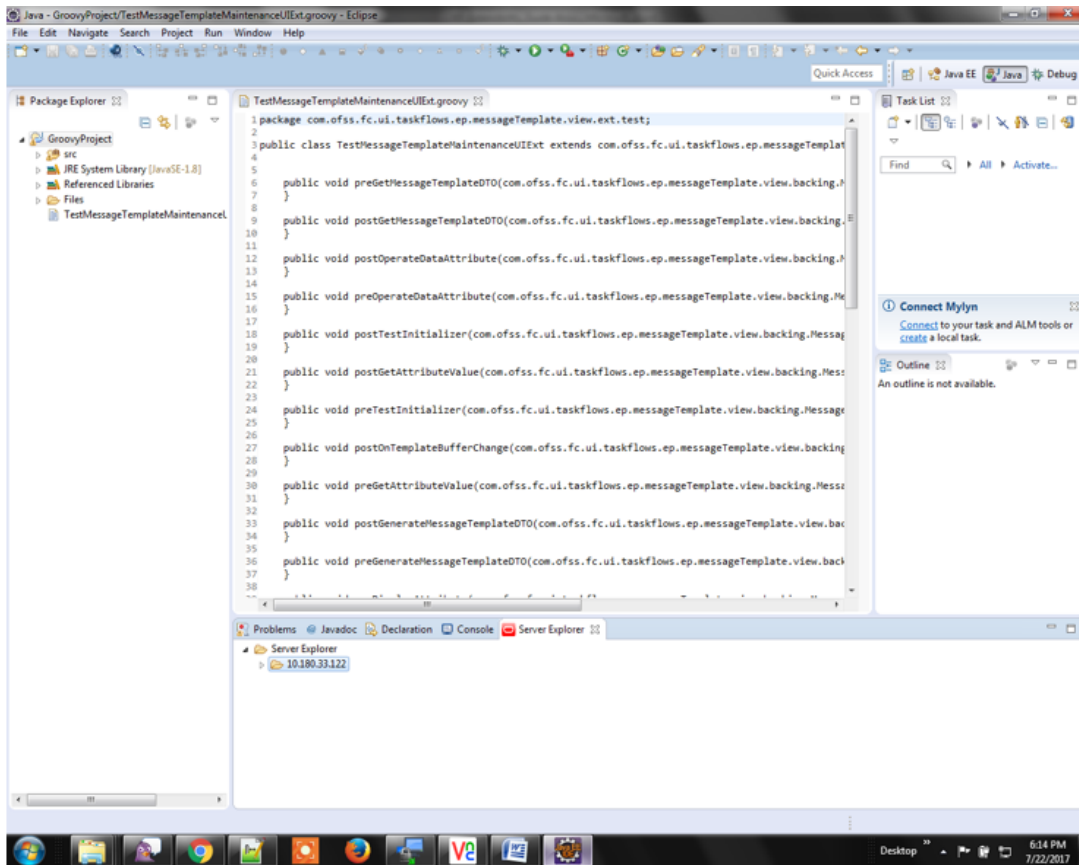 Java - GroovyProject/TestMessageTemplateMaintenanceUIExt.groovy - Eclipse
File Edit Navigate Search Project Run Window Help
Quick Access
Java EE
Java
Debug
Package Explorer
GroovyProject
src
JRE System Library [JavaSE-1.8]
Referenced Libraries
Files
TestMessageTemplateMaintenanceU
TestMessageTemplateMaintenanceUIExt.groovy
1 package com.ofss.fc.ui.taskflows.ep.messageTemplate.view.ext.test;
2
3 public class TestMessageTemplateMaintenanceUIExt extends com.ofss.fc.ui.taskflows.ep.messageTemplat
4
5
6 public void preGetMessageTemplateDTO(com.ofss.fc.ui.taskflows.ep.messageTemplate.view.backing.M
7 }
8
9 public void postGetMessageTemplateDTO(com.ofss.fc.ui.taskflows.ep.messageTemplate.view.backing.
10 }
11
12 public void postOperateDataAttribute(com.ofss.fc.ui.taskflows.ep.messageTemplate.view.backing.M
13 }
14
15 public void preOperateDataAttribute(com.ofss.fc.ui.taskflows.ep.messageTemplate.view.backing.Me
16 }
17
18 public void postTestInitializer(com.ofss.fc.ui.taskflows.ep.messageTemplate.view.backing.Messag
19 }
20
21 public void postGetAttributeValue(com.ofss.fc.ui.taskflows.ep.messageTemplate.view.backing.Mess
22 }
23
24 public void preTestInitializer(com.ofss.fc.ui.taskflows.ep.messageTemplate.view.backing.Message
25 }
26
27 public void postOnTemplateBufferChange(com.ofss.fc.ui.taskflows.ep.messageTemplate.view.backing
28 }
29
30 public void preGetAttributeValue(com.ofss.fc.ui.taskflows.ep.messageTemplate.view.backing.Messa
31 }
32
33 public void postGenerateMessageTemplateDTO(com.ofss.fc.ui.taskflows.ep.messageTemplate.view.bac
34 }
35
36 public void preGenerateMessageTemplateDTO(com.ofss.fc.ui.taskflows.ep.messageTemplate.view.back
37 }
38
Task List
Find
All
Activate...
Connect Mylyn
Connect to your task and ALM tools or
create a local task.
Outline
An outline is not available.
Problems
Javadoc
Declaration
Console
Server Explorer
Server Explorer
10.180.33.122
Desktop
6:14 PM
7/22/2017